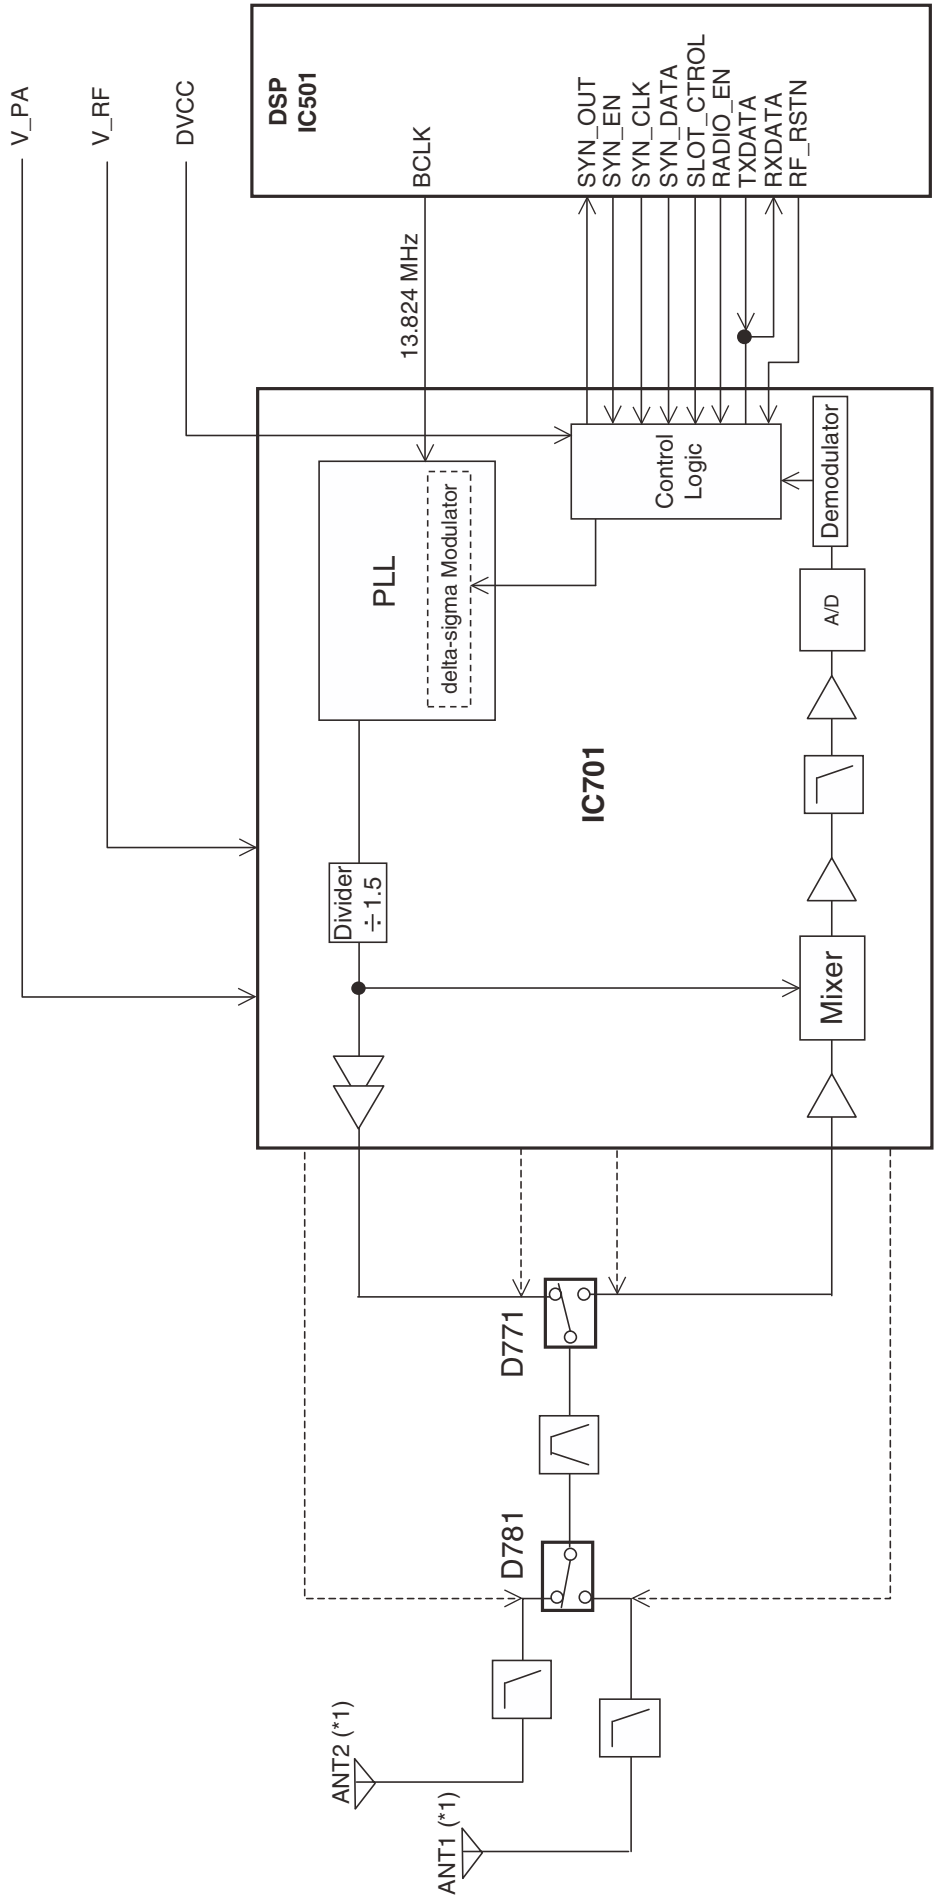 V_PA
V_RF
DVCC
DSP
IC501
BCLK
SYN_OUT
SYN_EN
SYN_CLK
SYN_DATA
SLOT_CTROL
RADIO_EN
TXDATA
RXDATA
RF_RSTN
13.824 MHz
Control
Logic
Demodulator
PLL
delta-sigma Modulator
A/D
IC701
Divider
÷1.5
Mixer
D771
D781
ANT2 (*1)
ANT1 (*1)